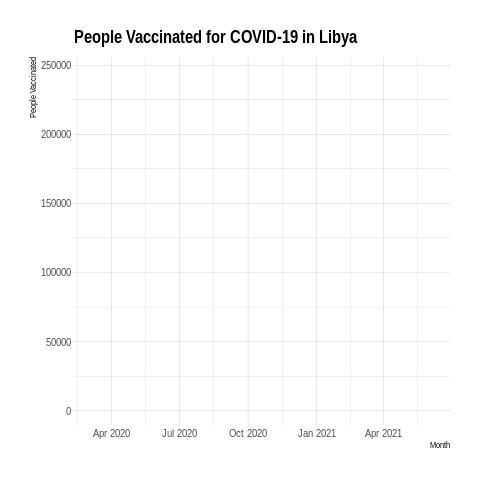 People Vaccinated for COVID-19 in Libya
People Vaccinated
250000
200000
150000
100000
50000
0
Apr 2020 Jul 2020 Oct 2020 Jan 2021 Apr 2021
Month